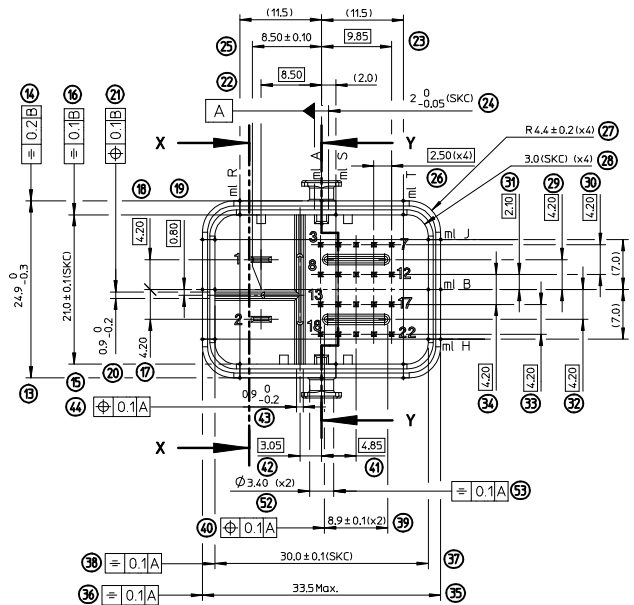 (11.5) (11.5)
25 8.50±0.10 9.85 23
22 8.50 (2.0)
14 16 21 A 2 0 -0.05 (SKC) 24
⌯ 0.2 B
⌯ 0.1 B
⌖ 0.1 B
X Y
R 4.4±0.2 (x4) 27
3.0 (SKC) (x4) 28
2.50 (x4)
26
ml R ml A ml S ml T
18 19 31 29 30
4.20 0.80 2.10 4.20 4.20
3 7 ml J
1 8 12 (7.0)
13 ml B
17
2 18 22 (7.0)
ml H
24.9 0 -0.3
21.0±0.1(SKC)
0.9 0 -0.2
4.20
13 15 20 17
4.20 4.20 4.20
34 33 32
44 ⌖ 0.1 A
0.9 0 -0.2
43
X Y
3.05 4.85
42 41
Ø3.40 (x2)
52
⌯ 0.1 A 53
40 ⌖ 0.1 A 8,9±0.1(x2) 39
38 ⌯ 0.1 A 30,0±0.1(SKC) 37
36 ⌯ 0.1 A 33,5 Max. 35